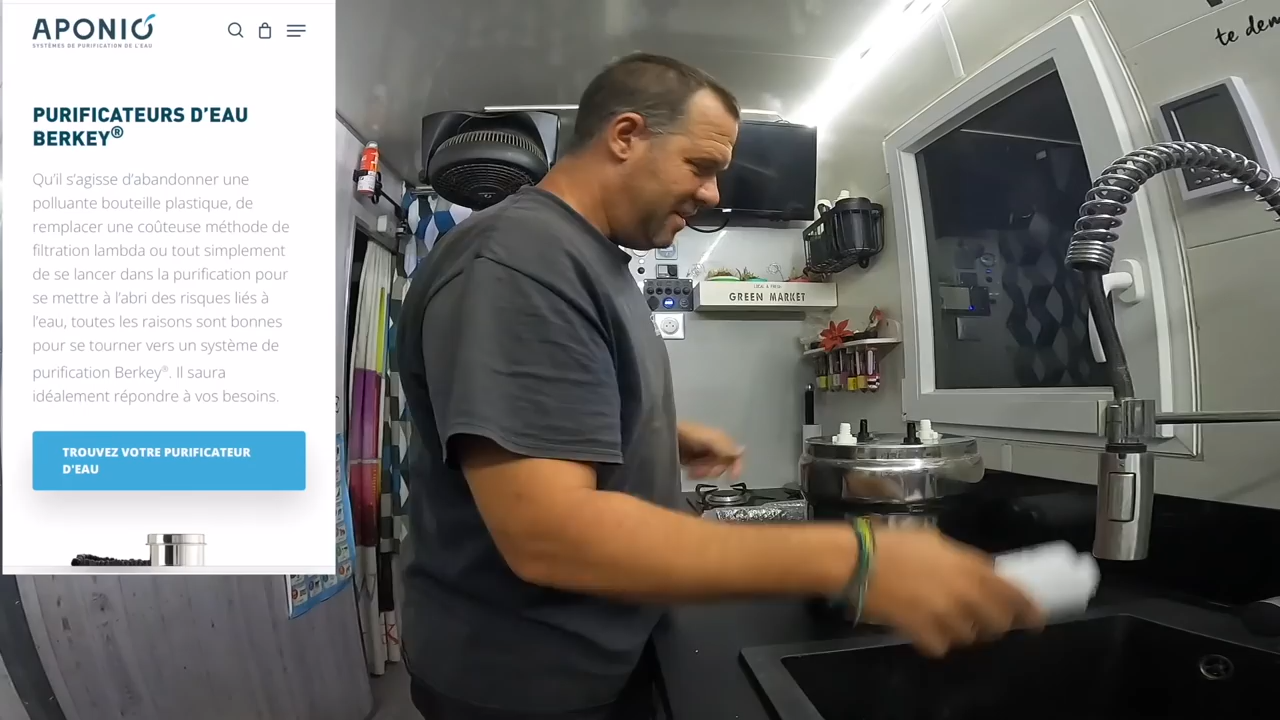 APONIO
SYSTÈMES DE PURIFICATION DE L'EAU
PURIFICATEURS D'EAU
BERKEY®
Qu'il s'agisse d'abandonner une
polluante bouteille plastique, de
remplacer une coûteuse méthode de
filtration lambda ou tout simplement
de se lancer dans la purification pour
se mettre à l'abri des risques liés à
l'eau, toutes les raisons sont bonnes
pour se tourner vers un système de
purification Berkey®. Il saura
idéalement répondre à vos besoins.
TROUVEZ VOTRE PURIFICATEUR
D'EAU
te dem
LOCAL & FRESH
GREEN MARKET